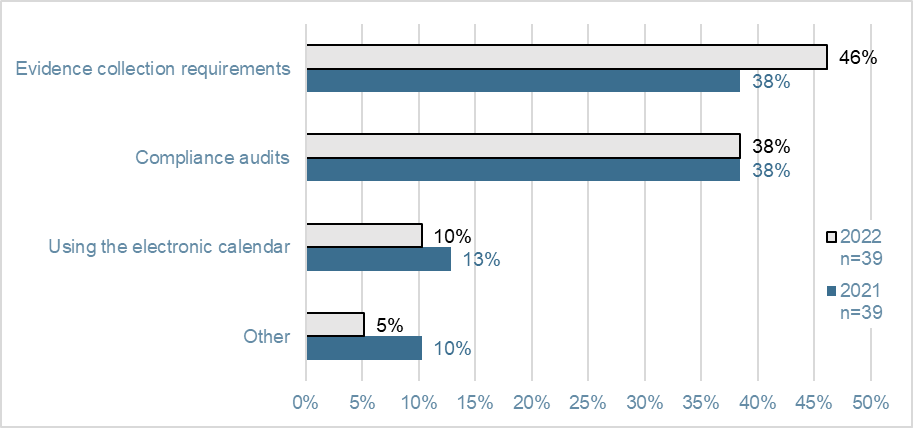 Evidence collection requirements
46%
38%
Compliance audits
38%
38%
Using the electronic calendar
10%
13%
Other
5%
10%
2022
n=39
2021
n=39
0% 5% 10% 15% 20% 25% 30% 35% 40% 45% 50%